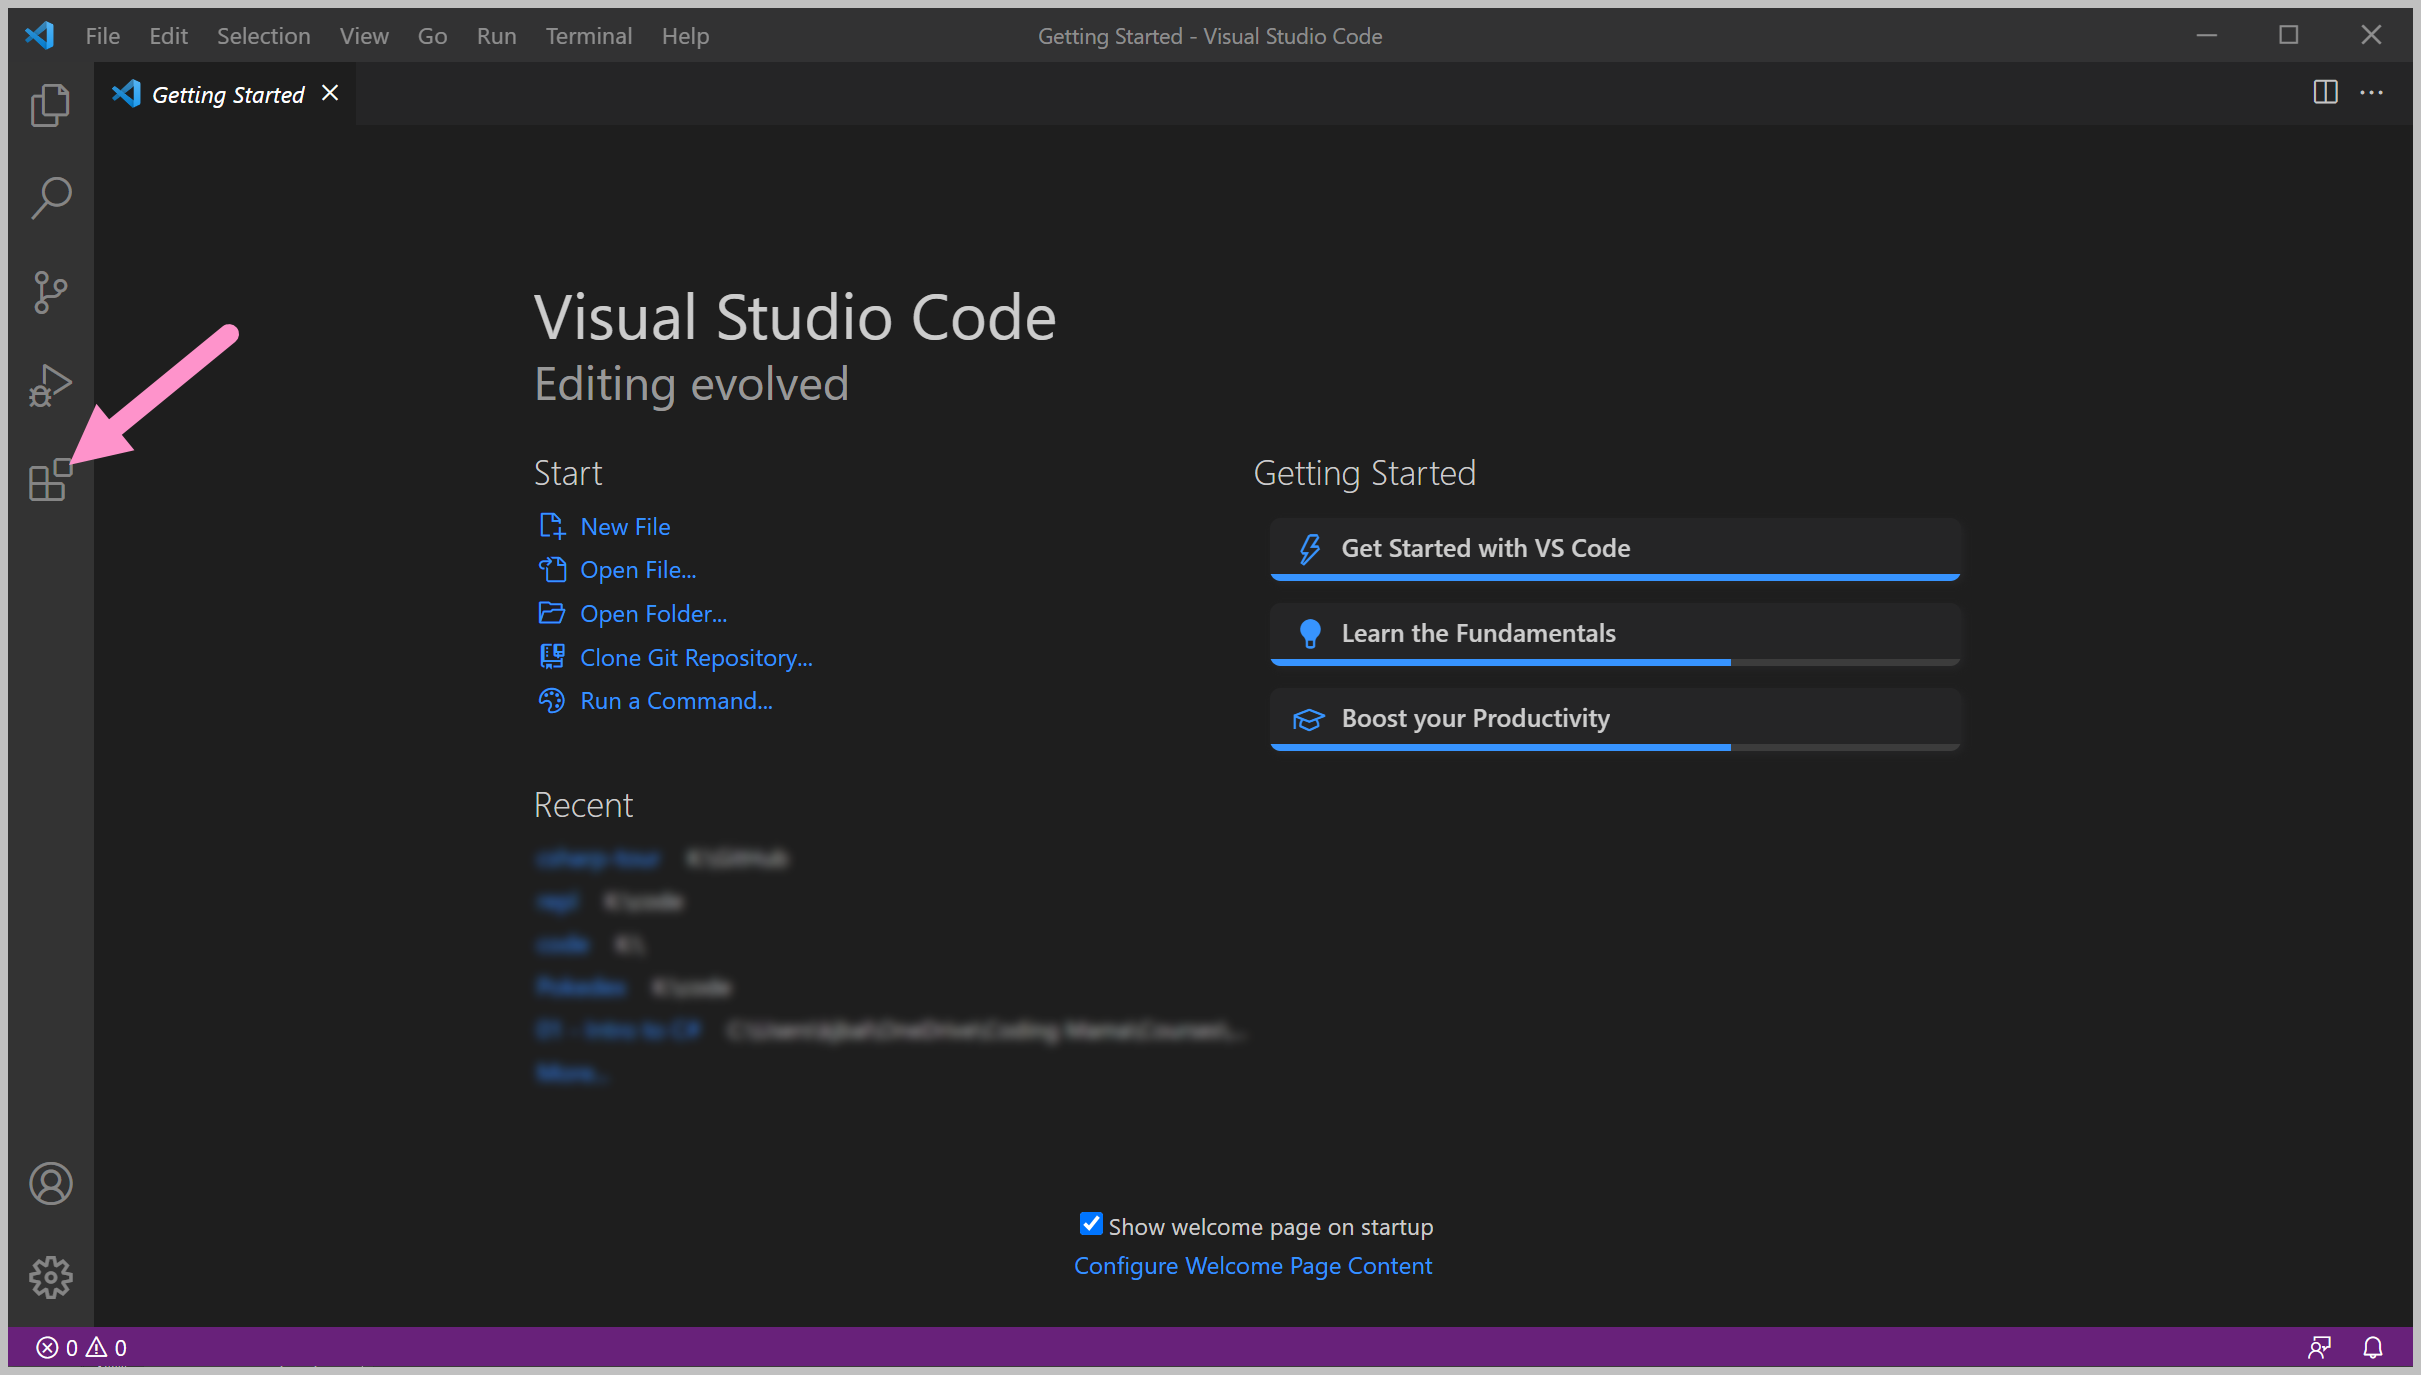 File Edit Selection View Go Run Terminal Help
Getting Started - Visual Studio Code
Getting Started
Visual Studio Code
Editing evolved
Start
New File
Open File...
Open Folder...
Clone Git Repository...
Run a Command...
Getting Started
Get Started with VS Code
Learn the Fundamentals
Boost your Productivity
Recent
Show welcome page on startup
Configure Welcome Page Content
0 0